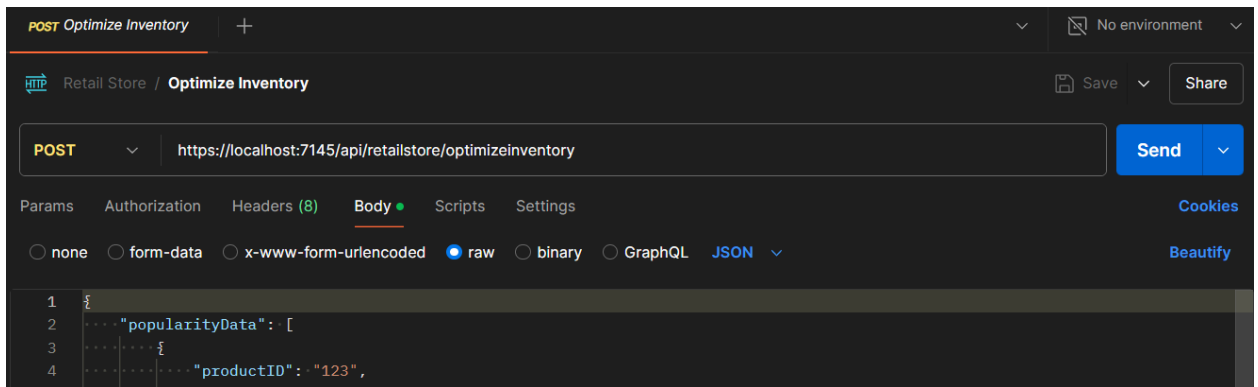 POST Optimize Inventory + No environment
HTTP Retail Store / Optimize Inventory Save Share
POST https://localhost:7145/api/retailstore/optimizeinventory Send
Params Authorization Headers (8) Body Scripts Settings Cookies
none form-data x-www-form-urlencoded raw binary GraphQL JSON Beautify
1 {
2 "popularityData": [
3 {
4 "productID": "123",